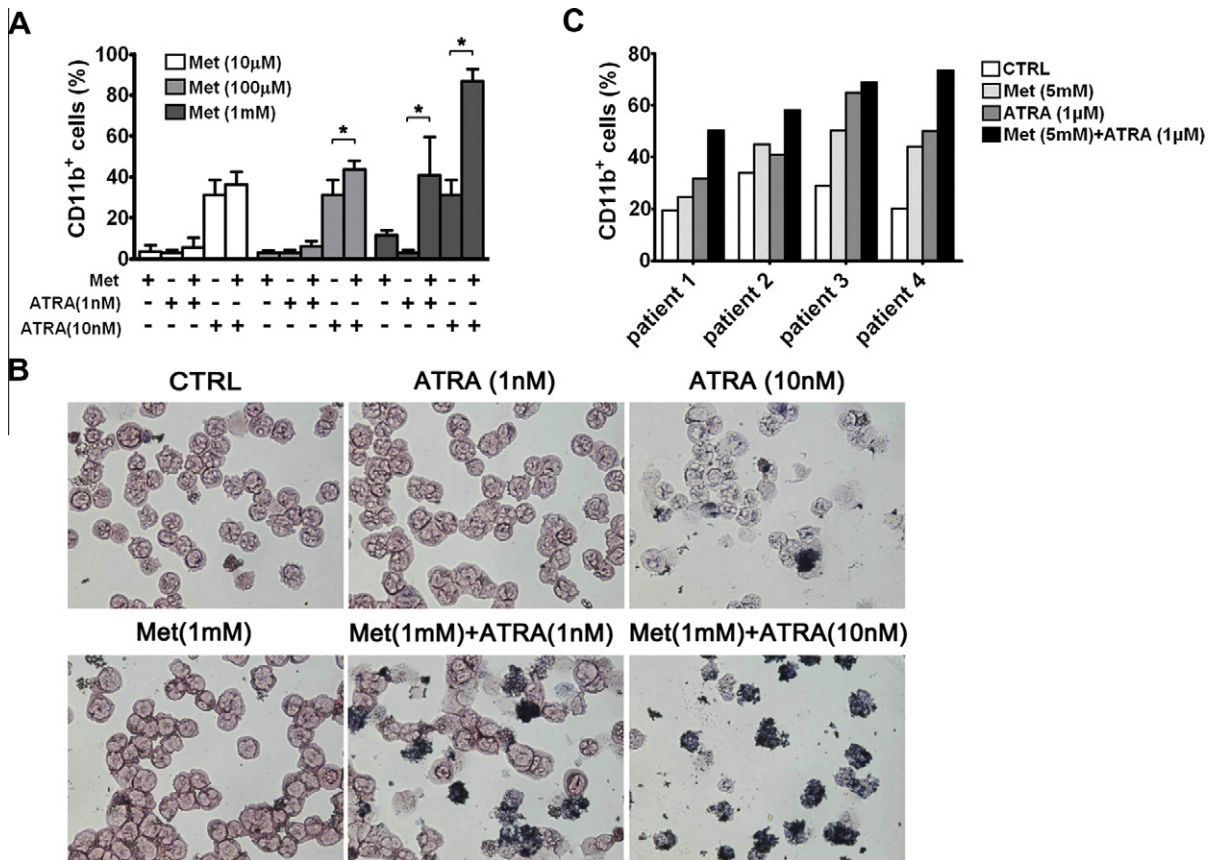 A
CD11b+ cells (%)
100
80
60
40
20
0
Met (10μM)
Met (100μM)
Met (1mM)
*
*
*
Met + - + - + + - + - + + - + - +
ATRA(1nM) - + + - - - + + - - - + + - -
ATRA(10nM) - - - + + - - - + + - - - + +
C
CD11b+ cells (%)
80
60
40
20
0
CTRL
Met (5mM)
ATRA (1μM)
Met (5mM)+ATRA (1μM)
patient 1
patient 2
patient 3
patient 4
B
CTRL
ATRA (1nM)
ATRA (10nM)
Met(1mM)
Met(1mM)+ATRA(1nM)
Met(1mM)+ATRA(10nM)